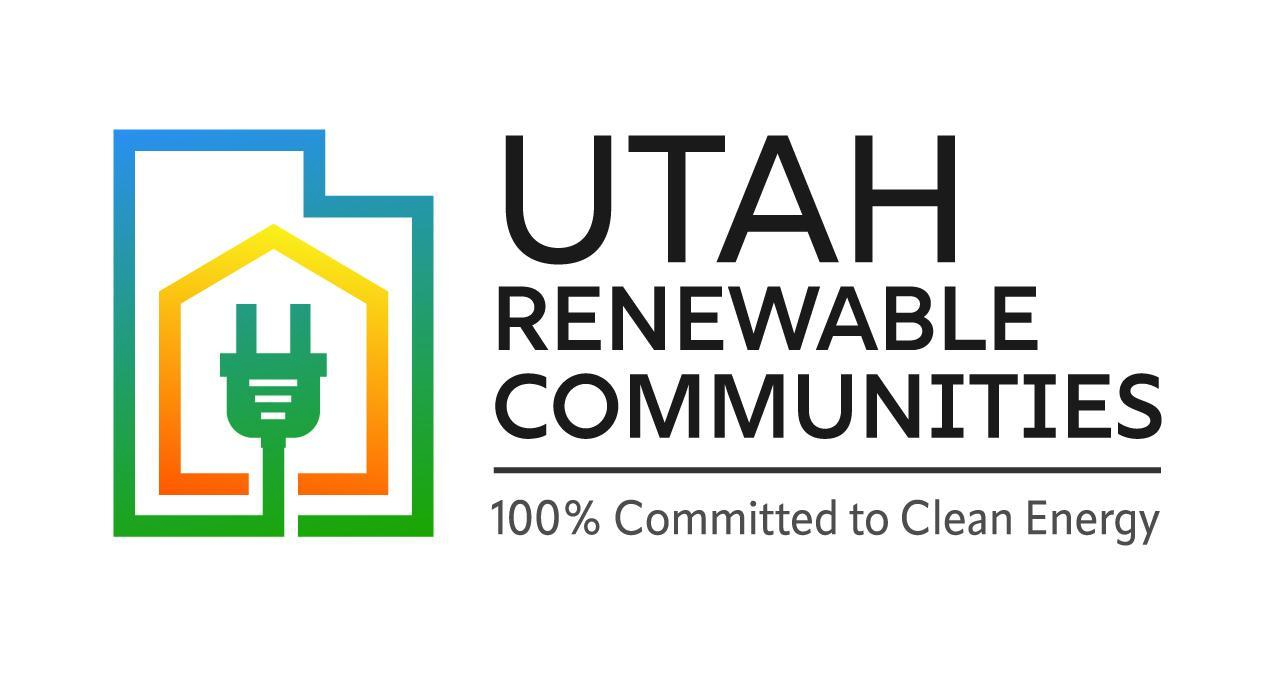 UTAH
RENEWABLE
COMMUNITIES
100% Committed to Clean Energy